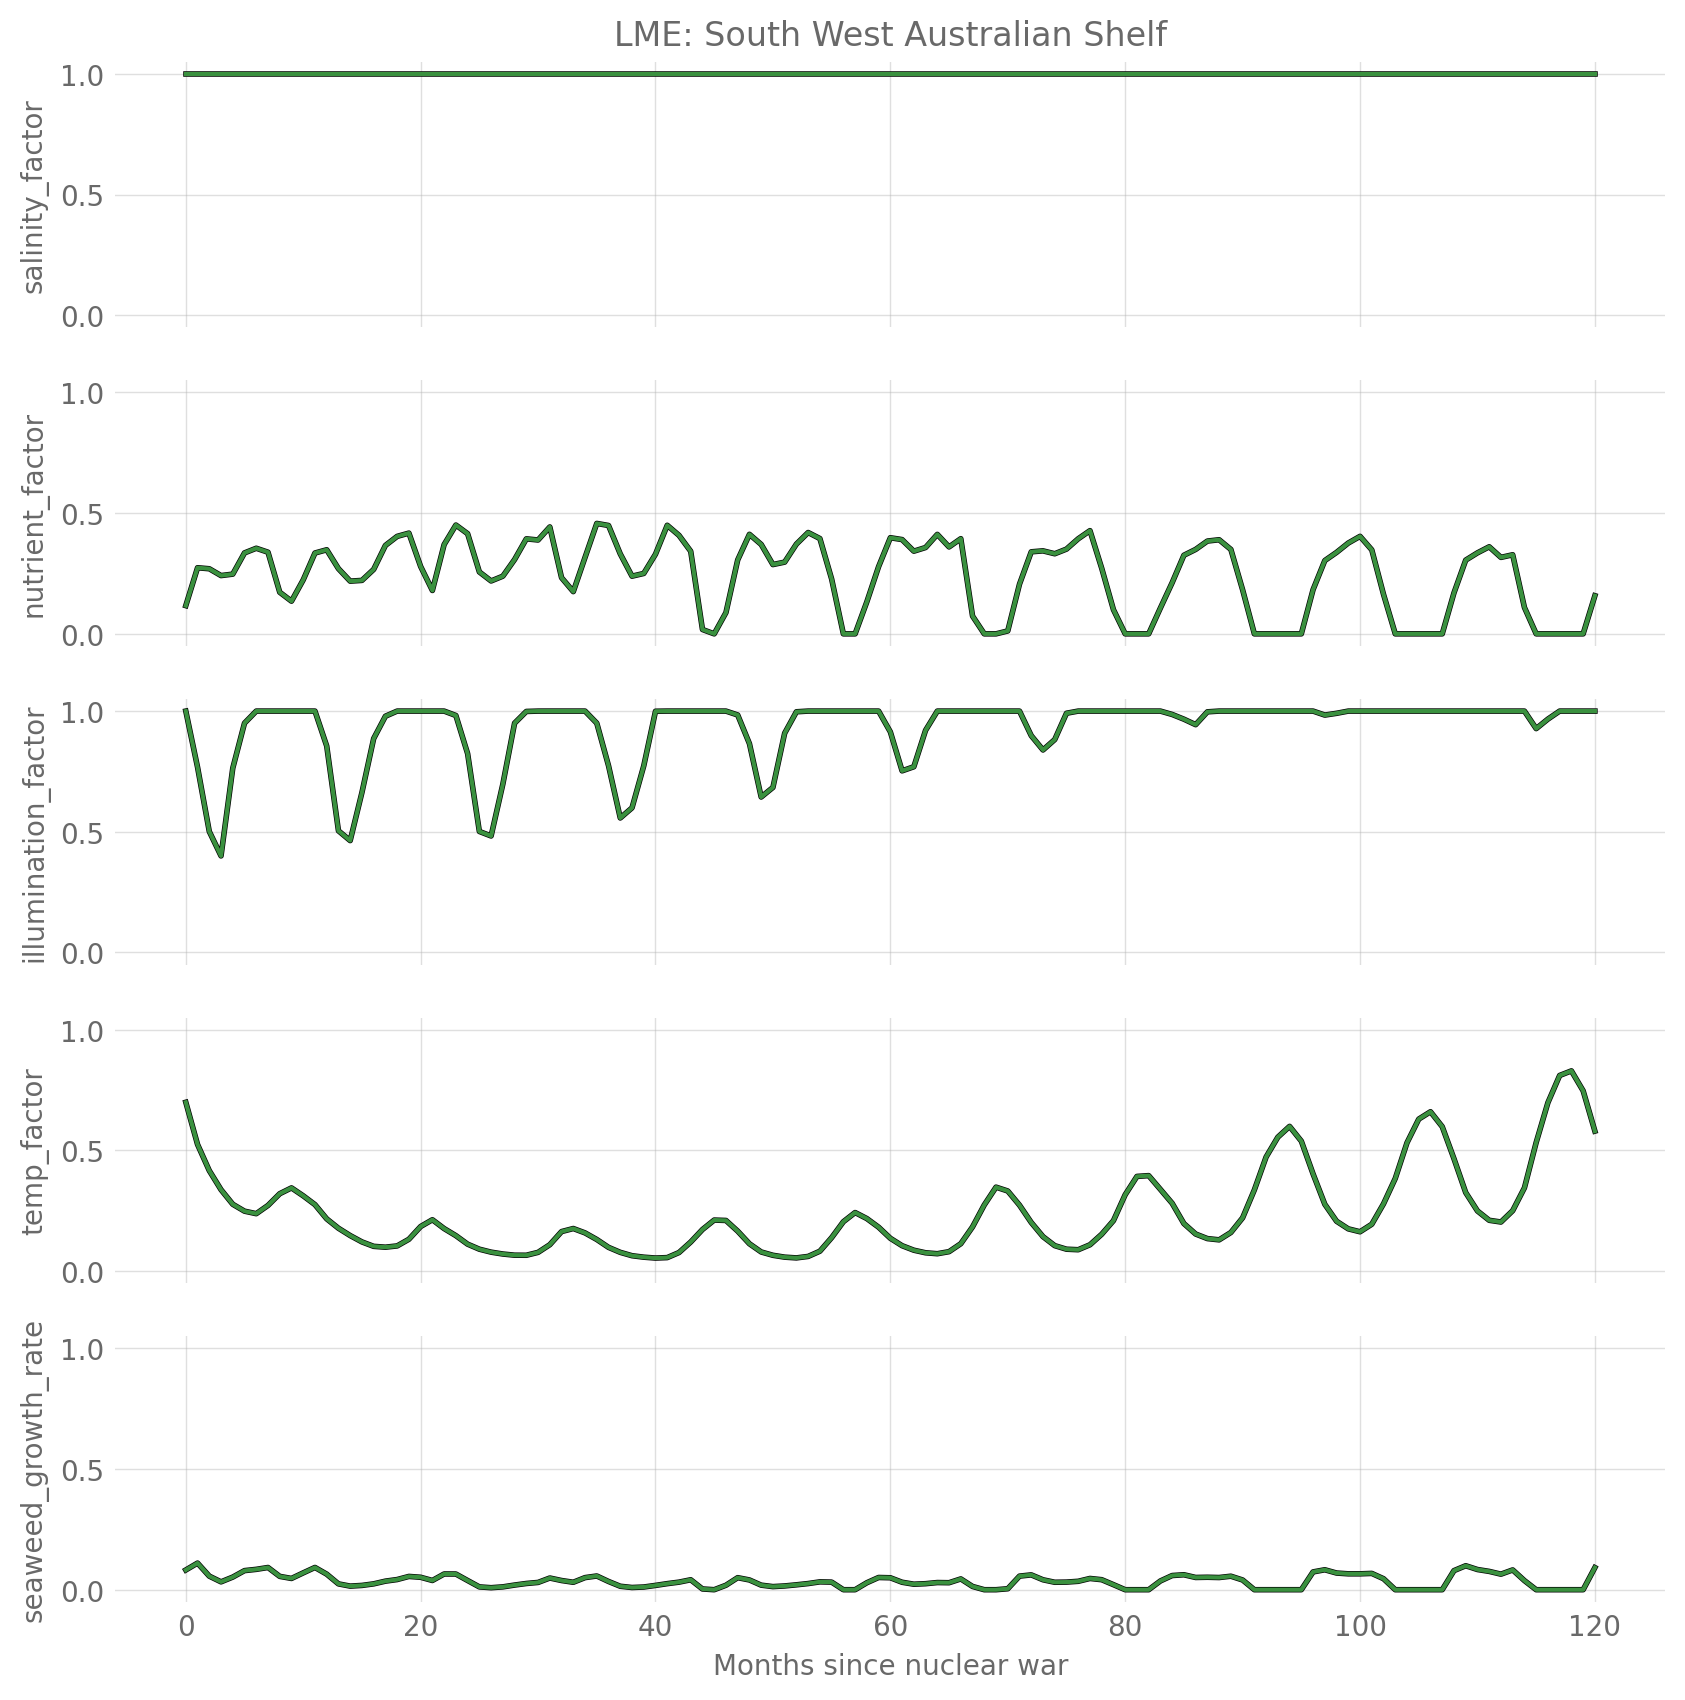 LME: South West Australian Shelf
1.0
0.5
0.0
salinity_factor
1.0
0.5
0.0
nutrient_factor
1.0
0.5
0.0
illumination_factor
1.0
0.5
0.0
temp_factor
1.0
0.5
0.0
seaweed_growth_rate
0 20 40 60 80 100 120
Months since nuclear war